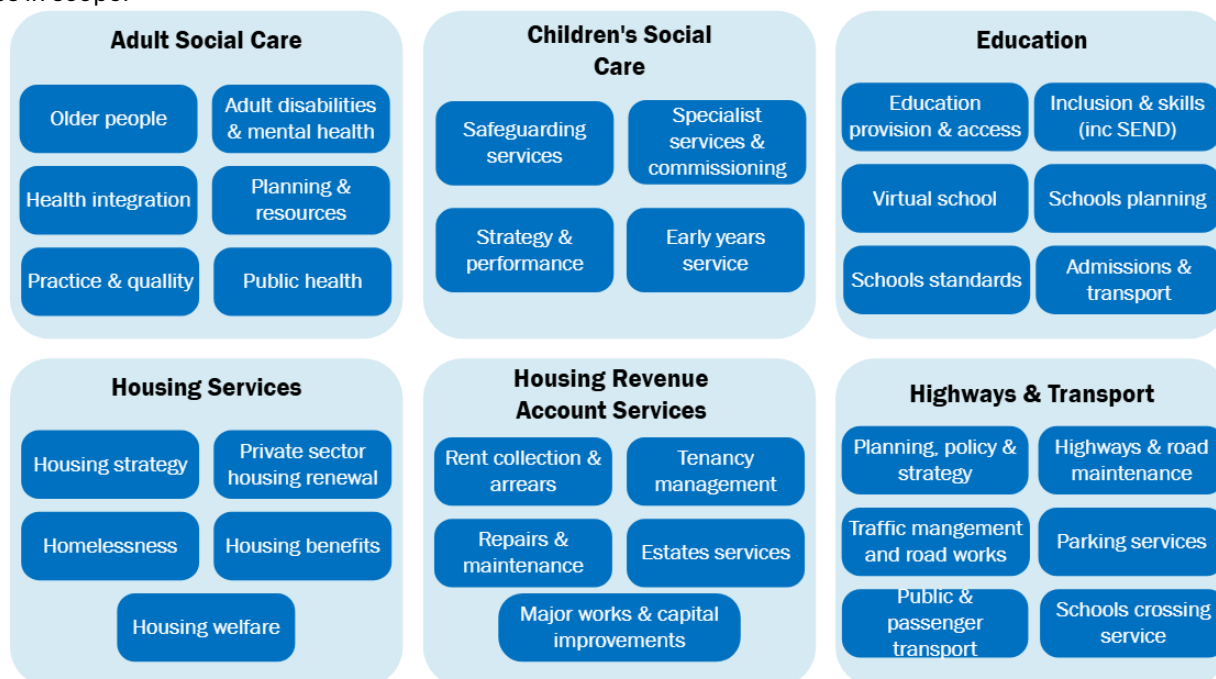 in scope.
Adult Social Care
Older people
Adult disabilities
& mental health
Health integration
Planning &
resources
Practice & quallity
Public health
Children's Social
Care
Safeguarding
services
Specialist
services &
commissioning
Strategy &
performance
Early years
service
Education
Education
provision & access
Inclusion & skills
(inc SEND)
Virtual school
Schools planning
Schools standards
Admissions &
transport
Housing Services
Housing strategy
Private sector
housing renewal
Homelessness
Housing benefits
Housing welfare
Housing Revenue
Account Services
Rent collection &
arrears
Tenancy
management
Repairs &
maintenance
Estates services
Major works & capital
improvements
Highways & Transport
Planning, policy &
strategy
Highways & road
maintenance
Traffic mangement
and road works
Parking services
Public &
passenger
transport
Schools crossing
service